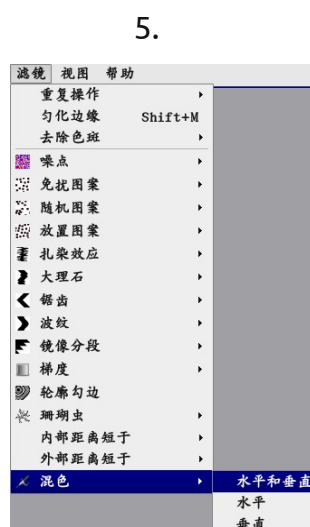 5.
滤镜 视图 帮助
重复操作
匀化边缘 Shift+M
去除色斑
噪点
免扰图案
随机图案
放置图案
扎染效应
大理石
锯齿
波纹
镜像分段
梯度
轮廓勾边
珊瑚虫
内部距离短于
外部距离短于
混色 水平和垂直
水平
垂直